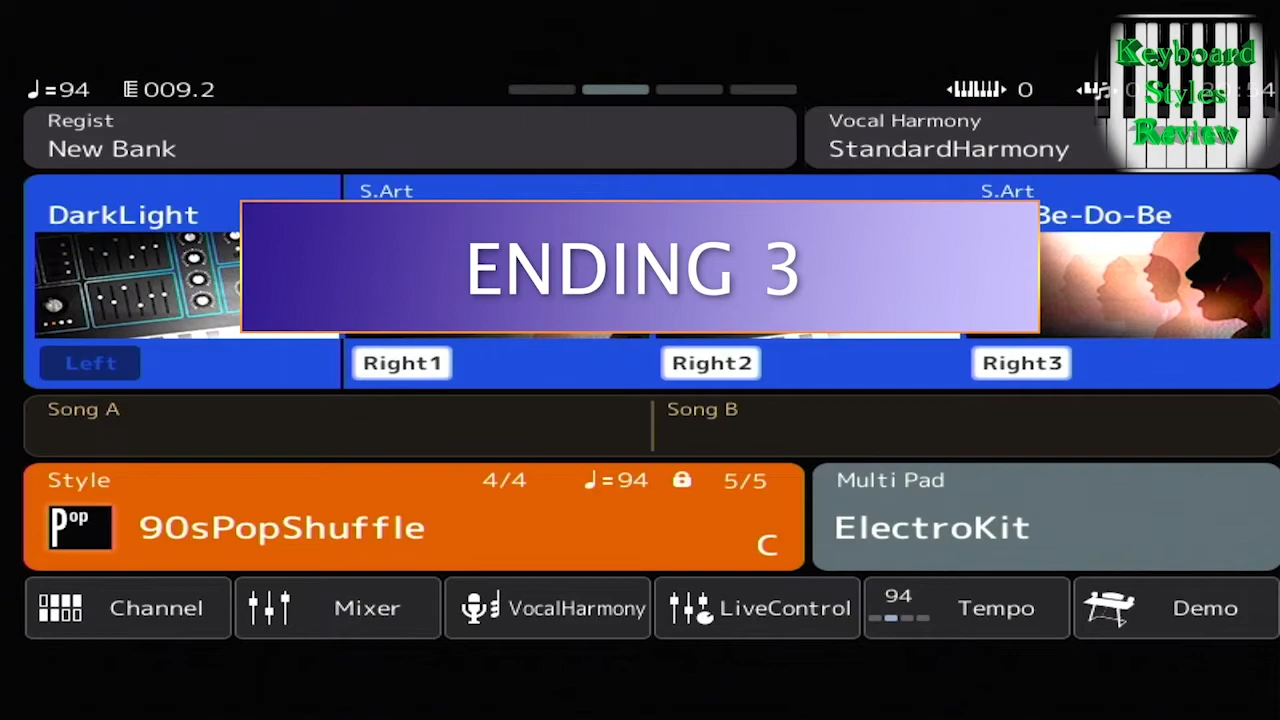 ♩=94
009.2
0
Keyboard
Styles
Review
Regist
New Bank
Vocal Harmony
StandardHarmony
DarkLight
S.Art
S.Art
Be-Do-Be
ENDING 3
Left
Right1
Right2
Right3
Song A
Song B
Style
4/4
♩=94
5/5
Pop
90sPopShuffle
C
Multi Pad
ElectroKit
Channel
Mixer
VocalHarmony
LiveControl
94
Tempo
Demo